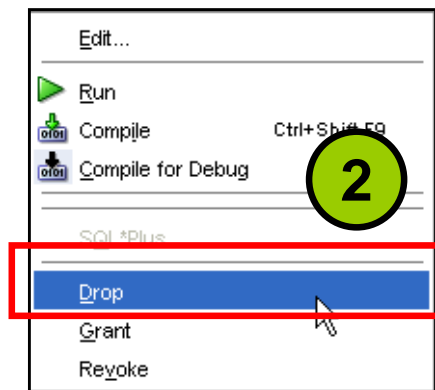 Edit...
Run
Compile Ctrl+Shift-F9
Compile for Debug
2
SQL*Plus
Drop
Grant
Revoke